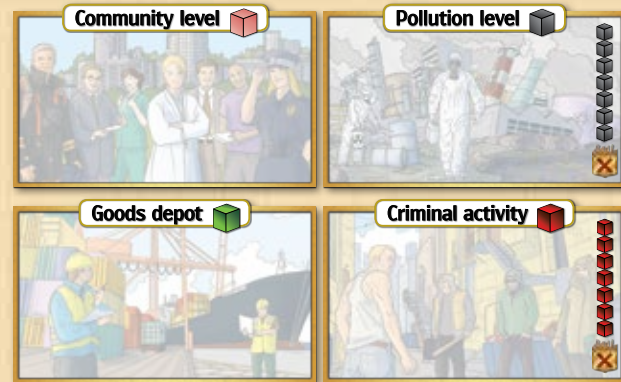 Community level
Pollution level
Goods depot
Criminal activity